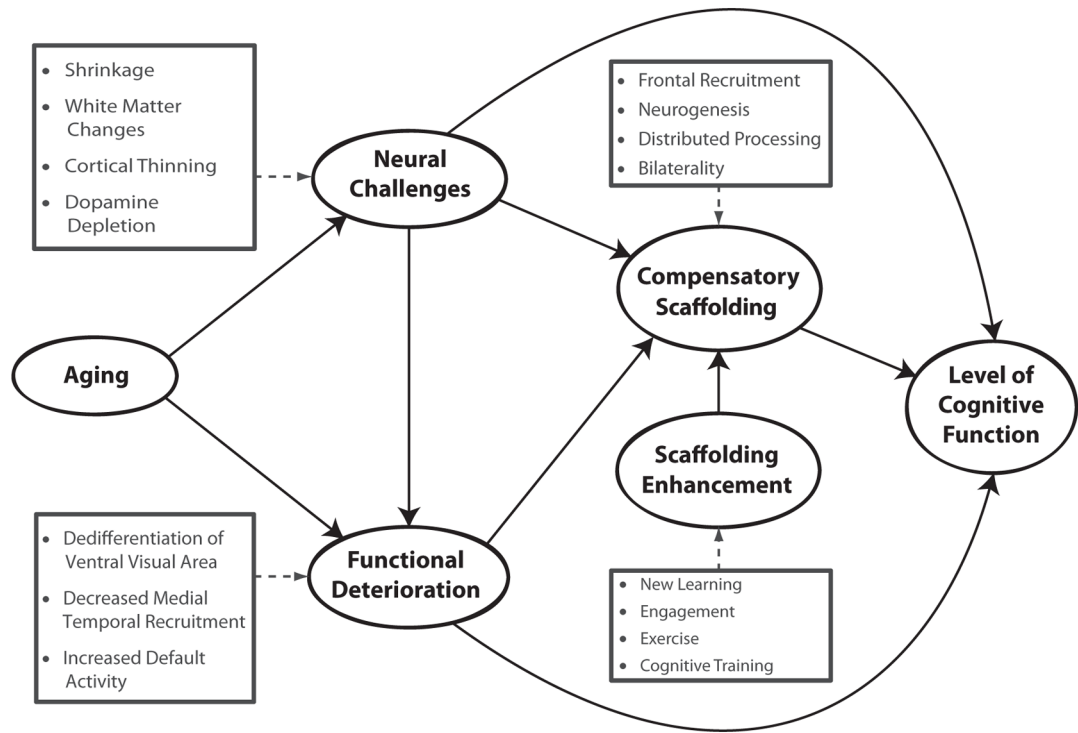 • Shrinkage
• White Matter
Changes
• Cortical Thinning
• Dopamine
Depletion
Neural
Challenges
• Frontal Recruitment
• Neurogenesis
• Distributed Processing
• Bilaterality
Compensatory
Scaffolding
Aging
Level of
Cognitive
Function
Scaffolding
Enhancement
• Dedifferentiation of
Ventral Visual Area
• Decreased Medial
Temporal Recruitment
• Increased Default
Activity
Functional
Deterioration
• New Learning
• Engagement
• Exercise
• Cognitive Training